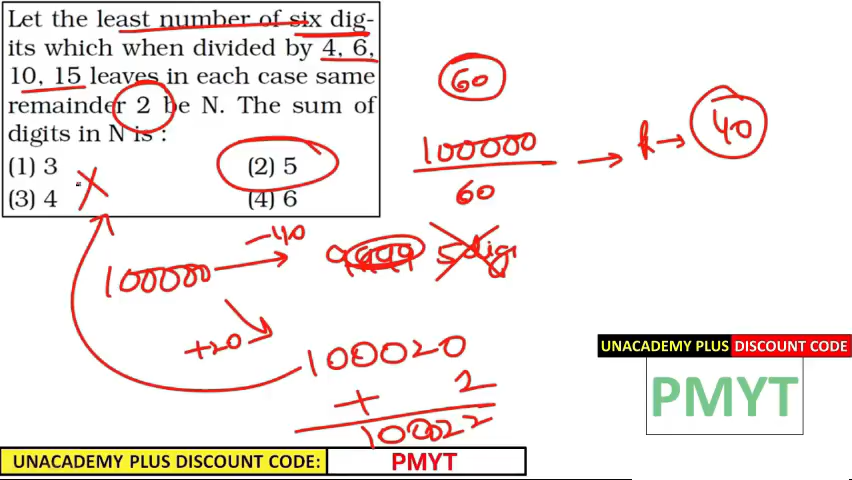 Let the least number of six dig-
its which when divided by 4, 6,
10, 15 leaves in each case same
remainder 2 be N. The sum of
digits in N is :
(1) 3 (2) 5
(3) 4 (4) 6
60
100000
60
R → 40
100000
-40
5 digi
+20
100020
+ 2
100022
UNACADEMY PLUS DISCOUNT CODE
PMYT
UNACADEMY PLUS DISCOUNT CODE: PMYT